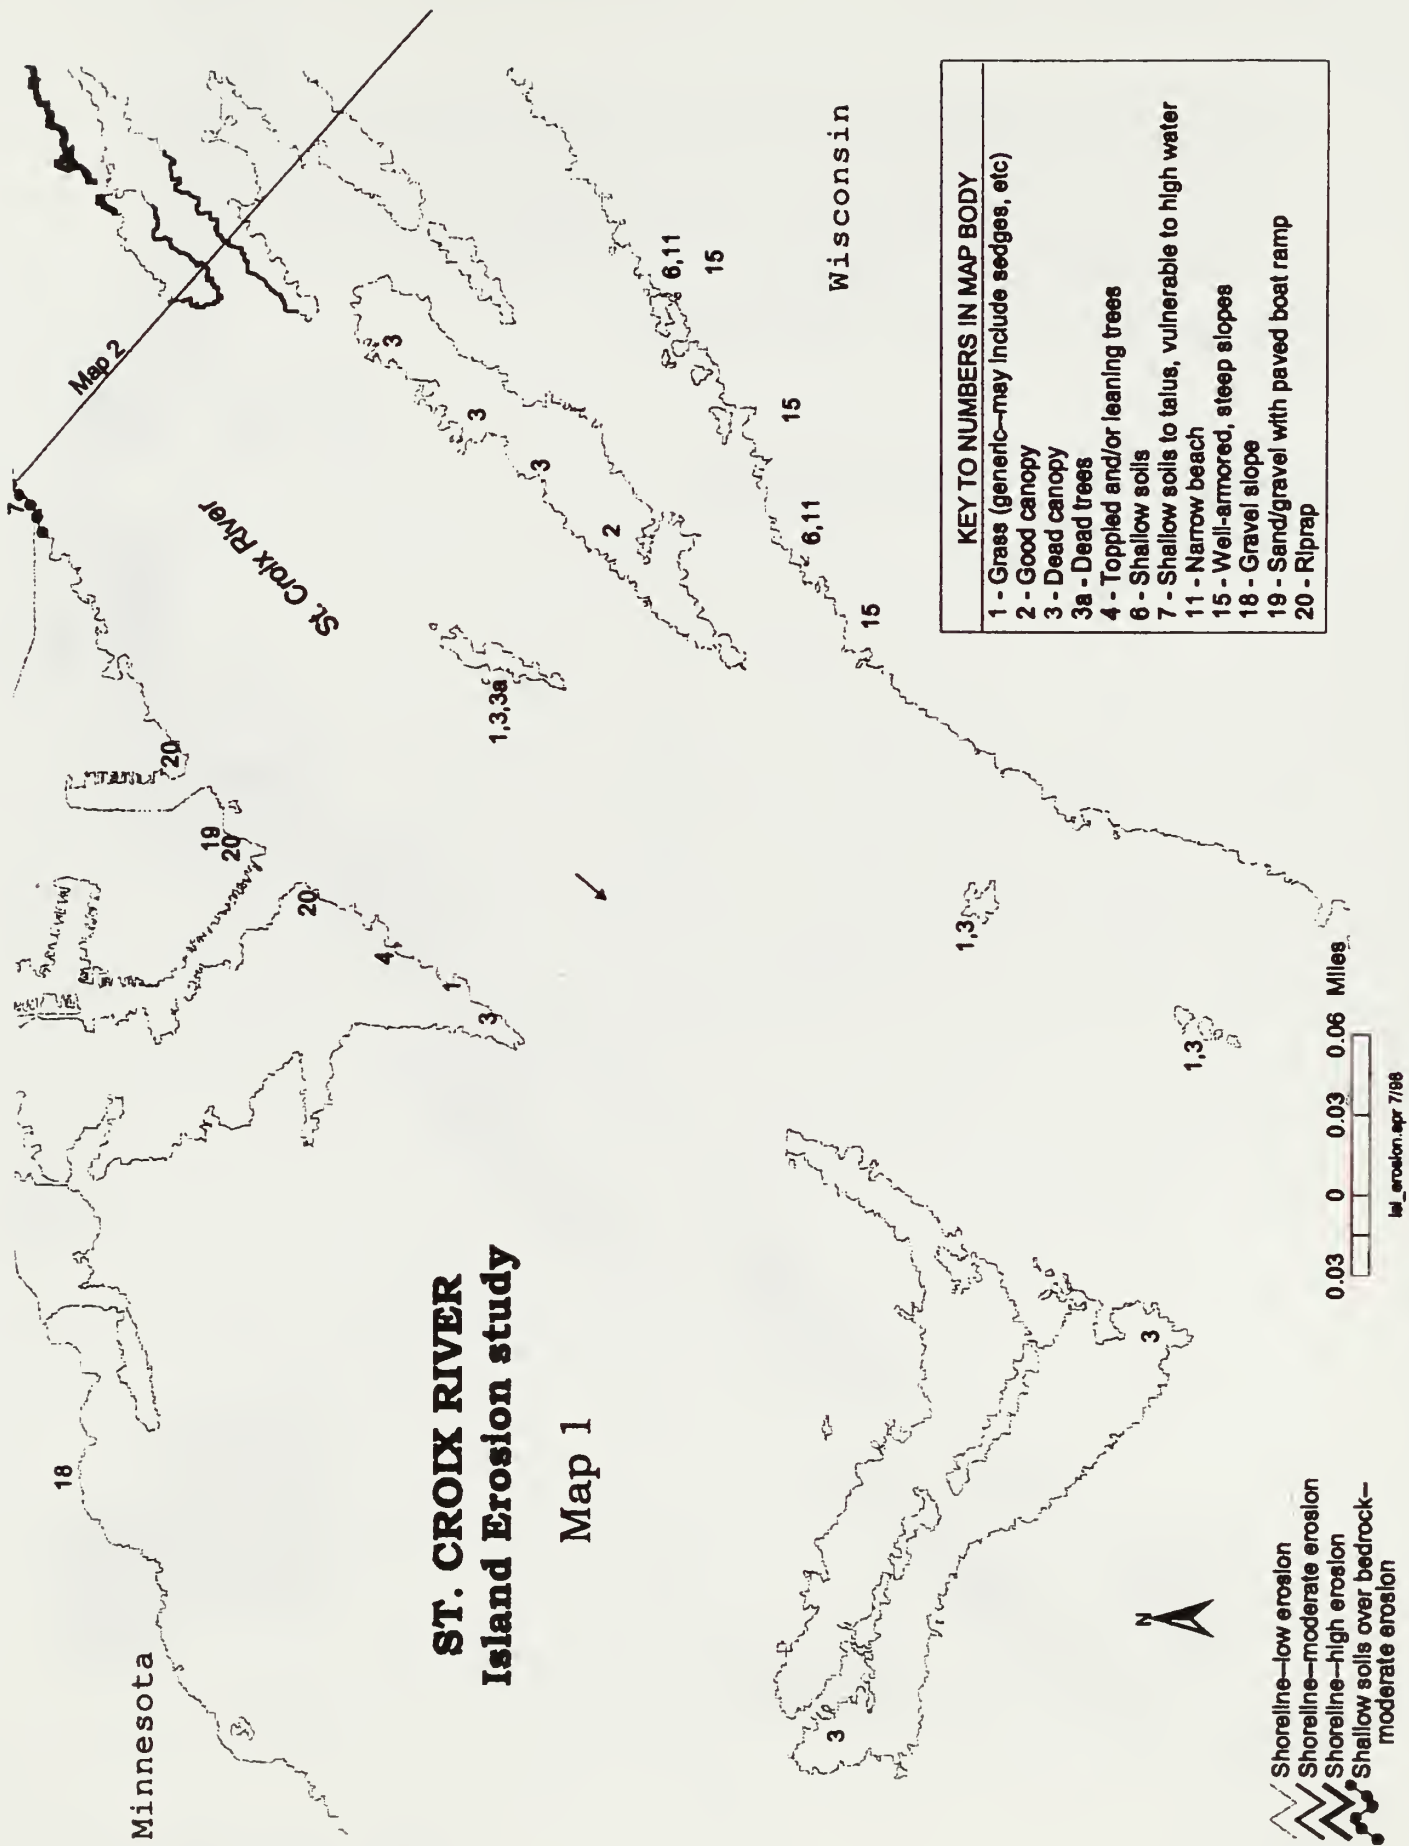 ST. CROIX RIVER
Island Erosion study
Map 1
Minnesota
Wisconsin
St. Croix River
Map 2
18
3
1
4
20
19
20
20
7
1,3,3a
2
3
3
3
15
6,11
15
6,11
15
1,3
1,3
3
3
N
Shoreline--low erosion
Shoreline--moderate erosion
Shoreline--high erosion
Shallow soils over bedrock--
moderate erosion
0.03 0 0.03 0.06 Miles
isl_erosion.apr 7/98
KEY TO NUMBERS IN MAP BODY
1 - Grass (generic--may include sedges, etc)
2 - Good canopy
3 - Dead canopy
3a - Dead trees
4 - Toppled and/or leaning trees
6 - Shallow soils
7 - Shallow soils to talus, vulnerable to high water
11 - Narrow beach
15 - Well-armored, steep slopes
18 - Gravel slope
19 - Sand/gravel with paved boat ramp
20 - Riprap